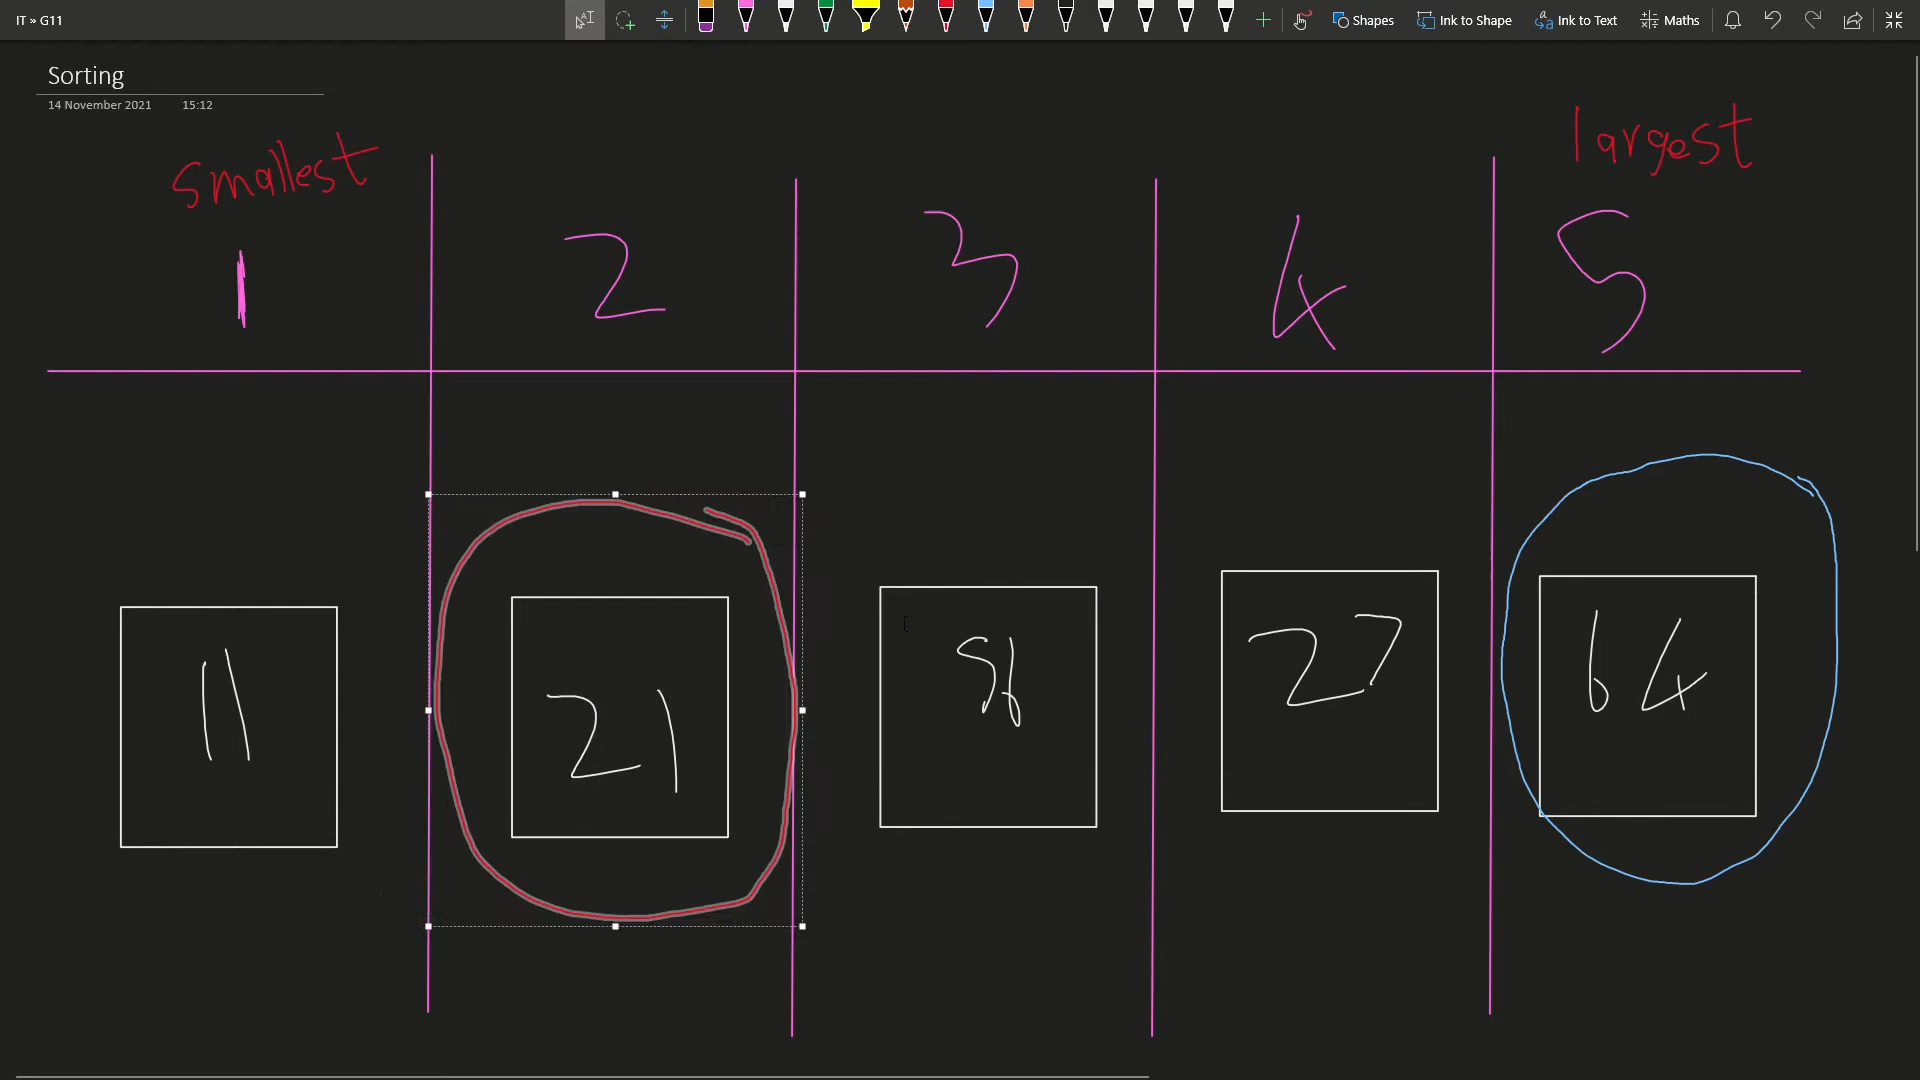 IT » G11
Shapes
Ink to Shape
Ink to Text
Maths
Sorting
14 November 2021 15:12
smallest
largest
1 2 3 4 5
11 21 98 27 64